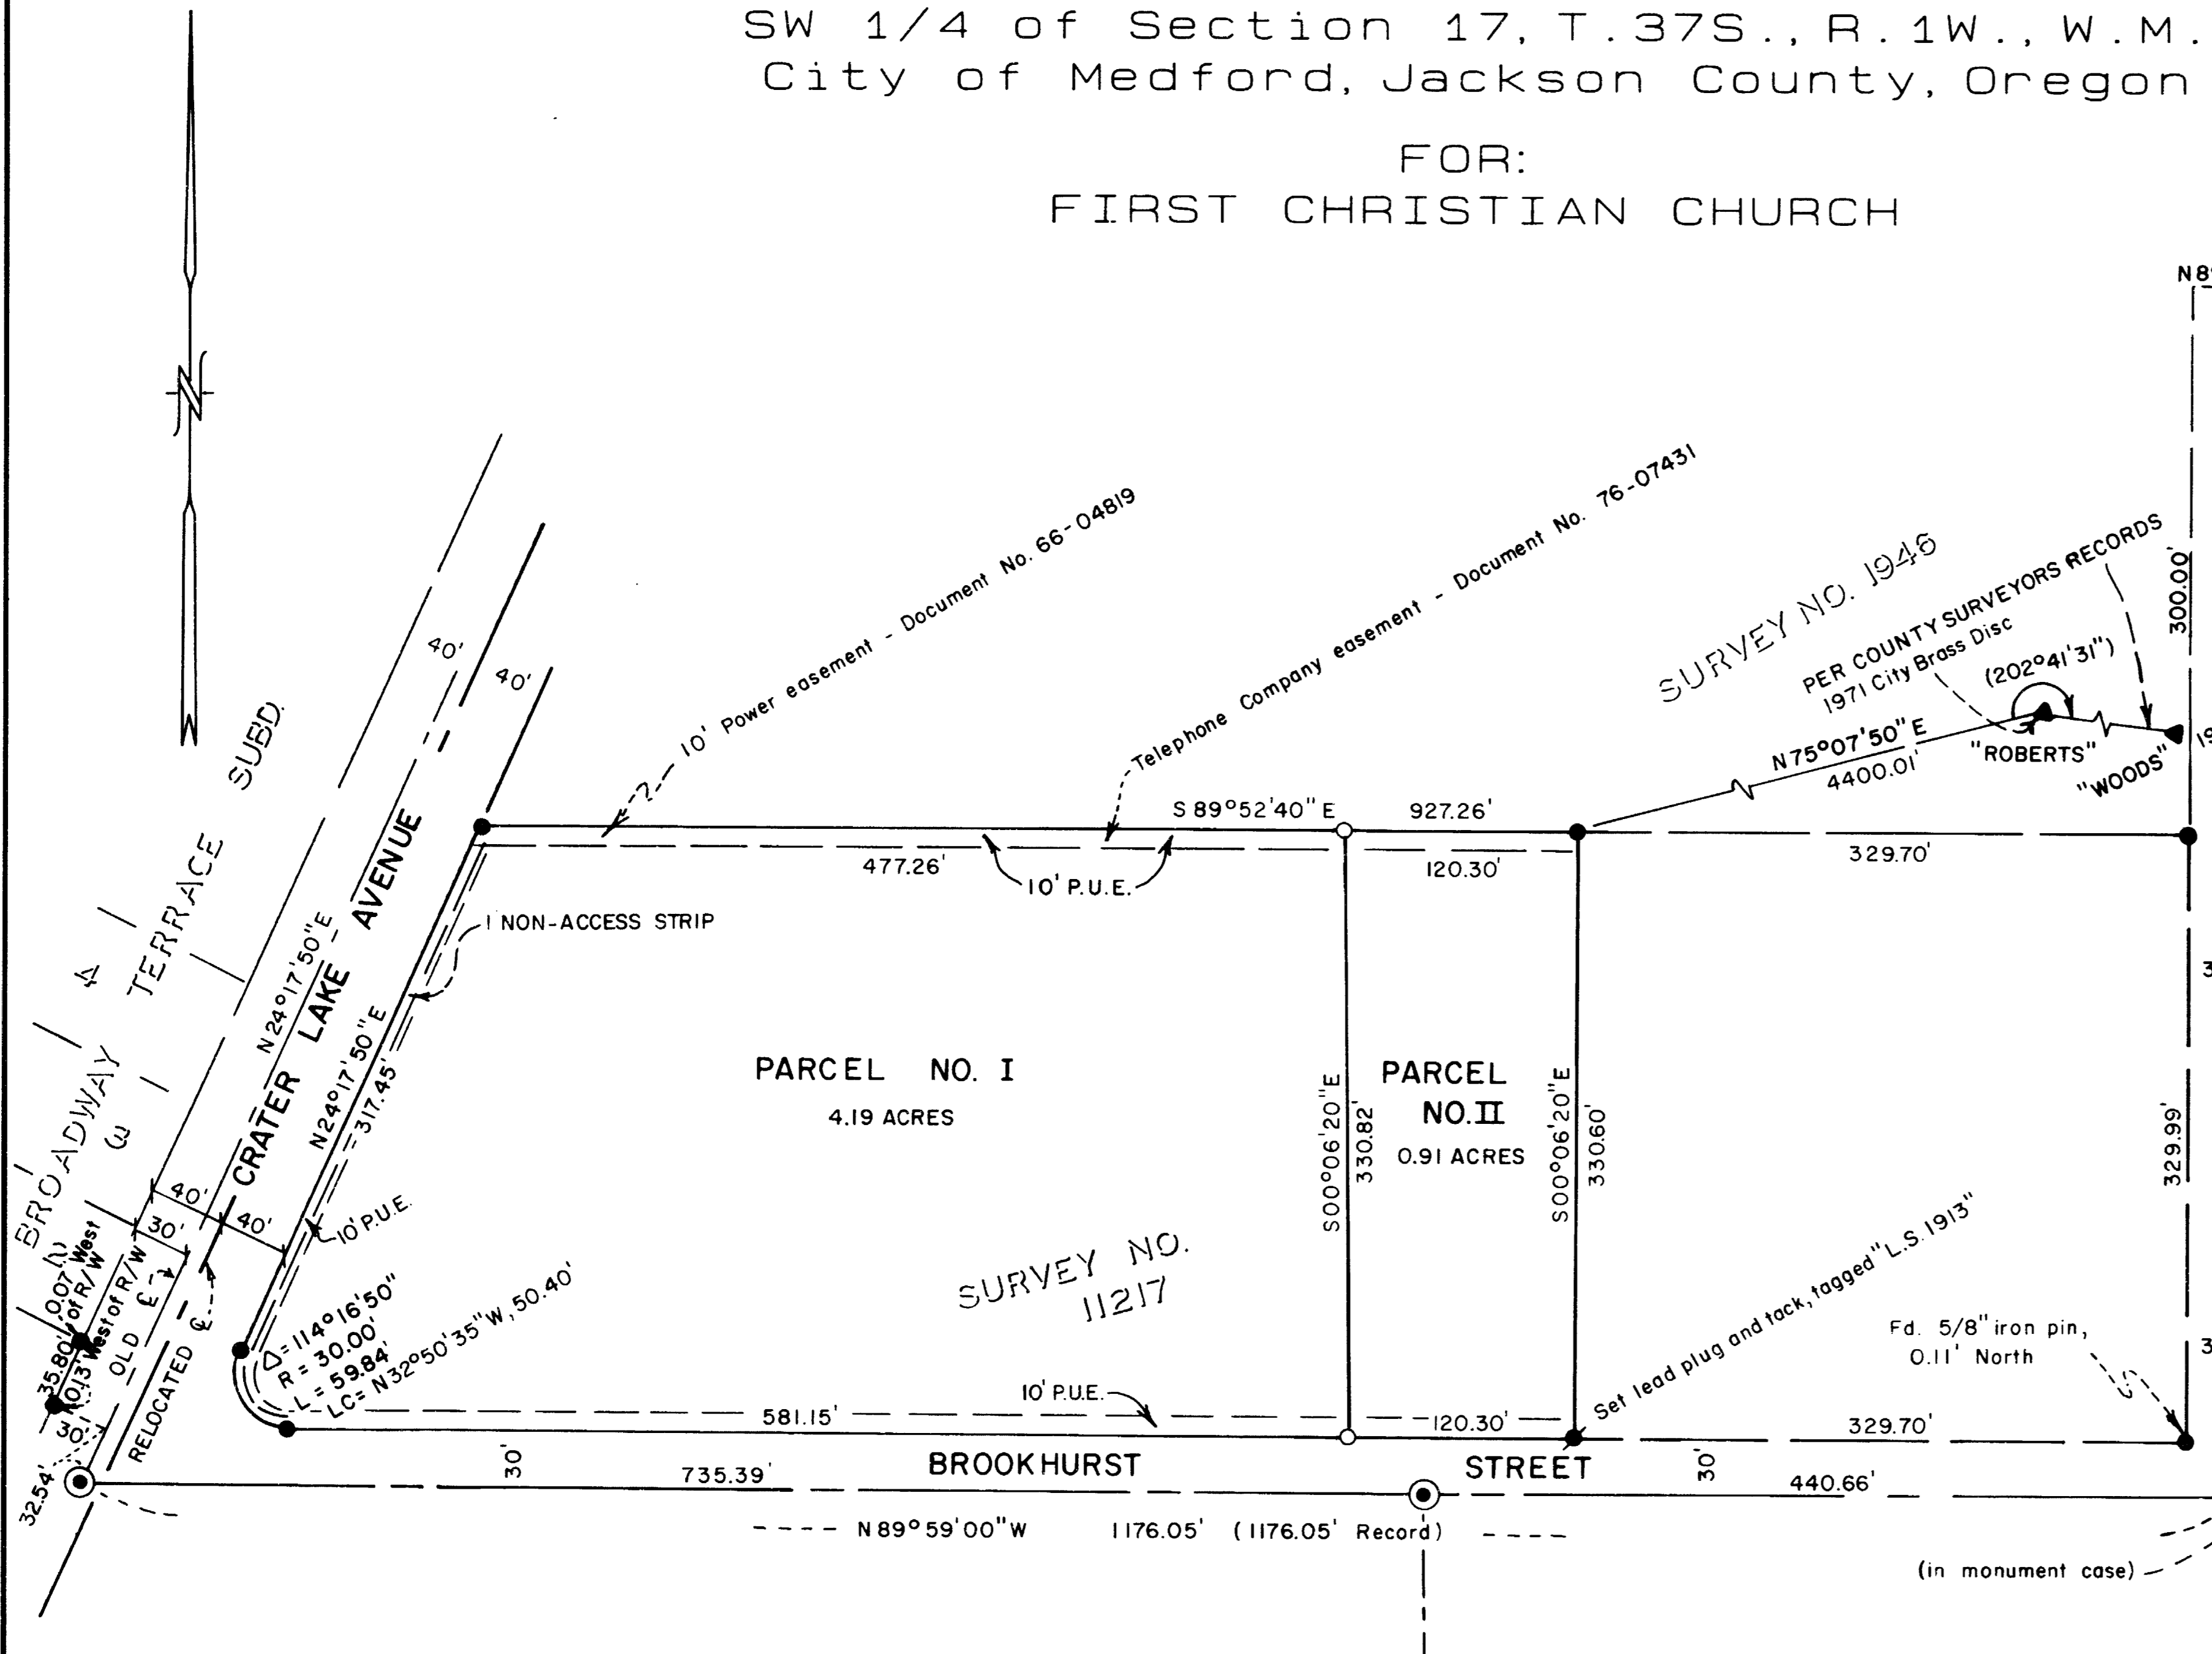 SW 1/4 of Section 17, T.37S., R.1W., W.M.
City of Medford, Jackson County, Oregon
FOR:
FIRST CHRISTIAN CHURCH
N
10' Power easement - Document No. 66-04819
Telephone Company easement - Document No. 76-07431
SURVEY NO. 1946
PER COUNTY SURVEYORS RECORDS
1971 City Brass Disc
(202°41'31")
300.00'
N75°07'50"E
4400.01'
"ROBERTS"
"WOODS"
40'
40'
S 89°52'40" E
927.26'
477.26'
10' P.U.E.
120.30'
329.70'
BROADWAY TERRACE SUBD.
4
3
2
1 NON-ACCESS STRIP
N24°17'50"E
CRATER LAKE AVENUE
N24°17'50"E
317.45'
PARCEL NO. I
4.19 ACRES
S00°06'20"E
330.82'
PARCEL
NO. II
0.91 ACRES
S00°06'20"E
330.60'
329.99'
40'
30'
40'
10' P.U.E.
0.07' West
of R/W
35.80'
0.13' West of R/W
OLD ℄
RELOCATED ℄
30'
32.54'
Δ=114°16'50"
R = 30.00'
L = 59.84'
LC= N32°50'35"W, 50.40'
SURVEY NO.
11217
Set lead plug and tack, tagged "L.S. 1913"
Fd. 5/8" iron pin,
0.11' North
10' P.U.E.
581.15'
120.30'
329.70'
30'
735.39'
BROOKHURST STREET
30'
440.66'
N 89°59'00"W 1176.05' (1176.05' Record)
(in monument case)